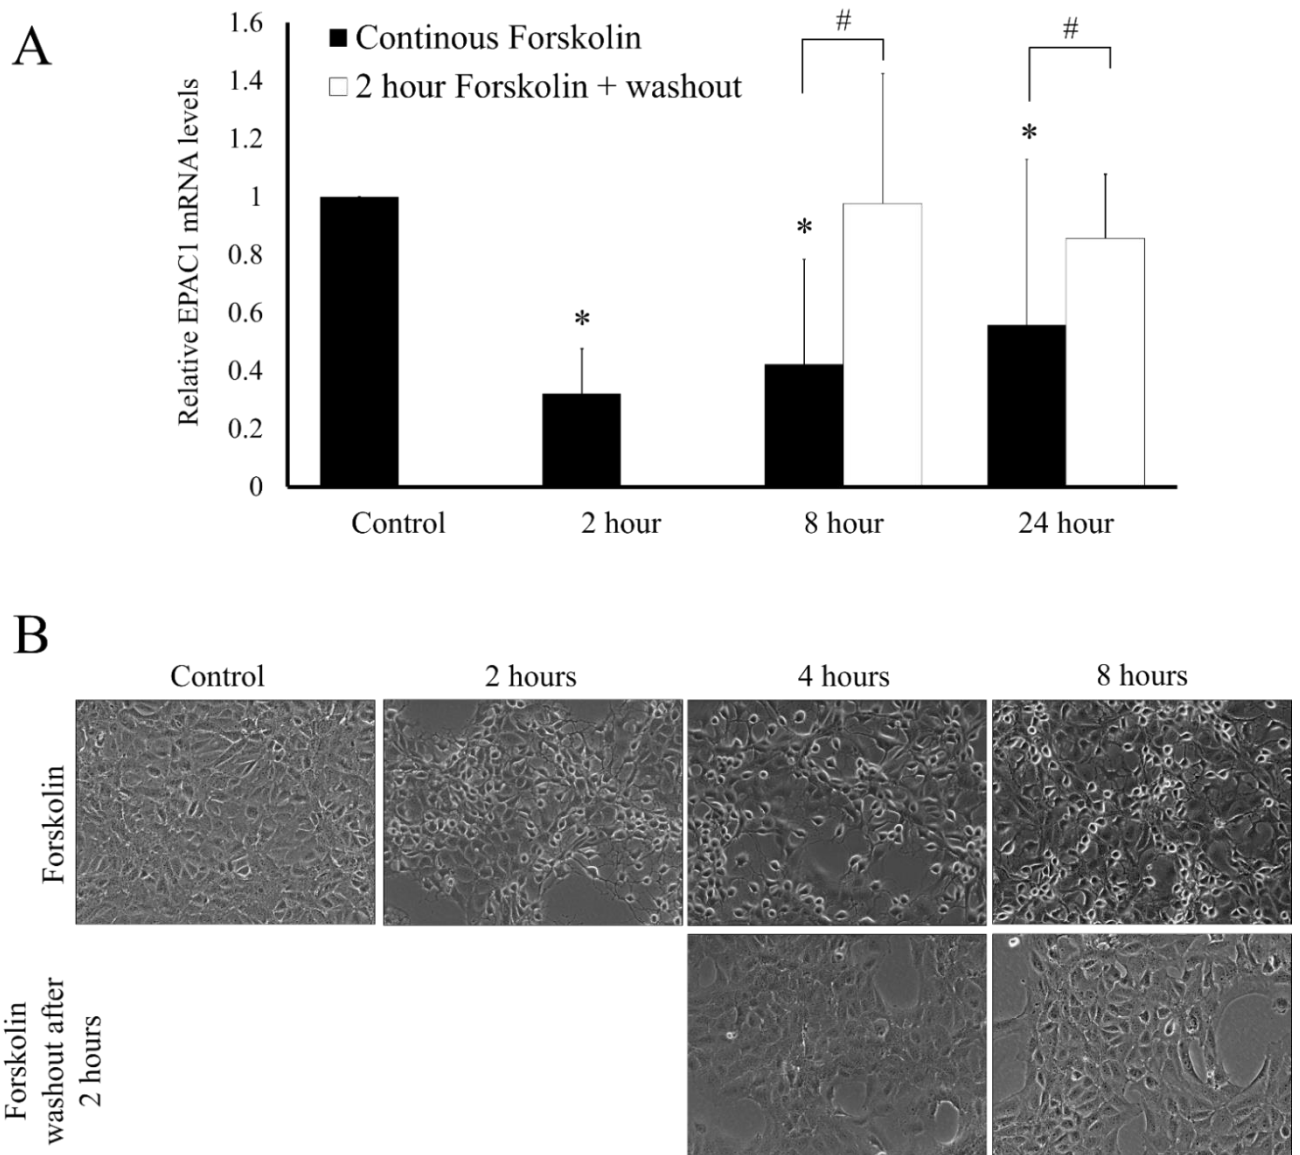 A
Relative EPAC1 mRNA levels
1.6
1.4
1.2
1
0.8
0.6
0.4
0.2
0
Continous Forskolin
2 hour Forskolin + washout
#
#
*
*
*
Control
2 hour
8 hour
24 hour
B
Control
2 hours
4 hours
8 hours
Forskolin
Forskolin
washout after
2 hours